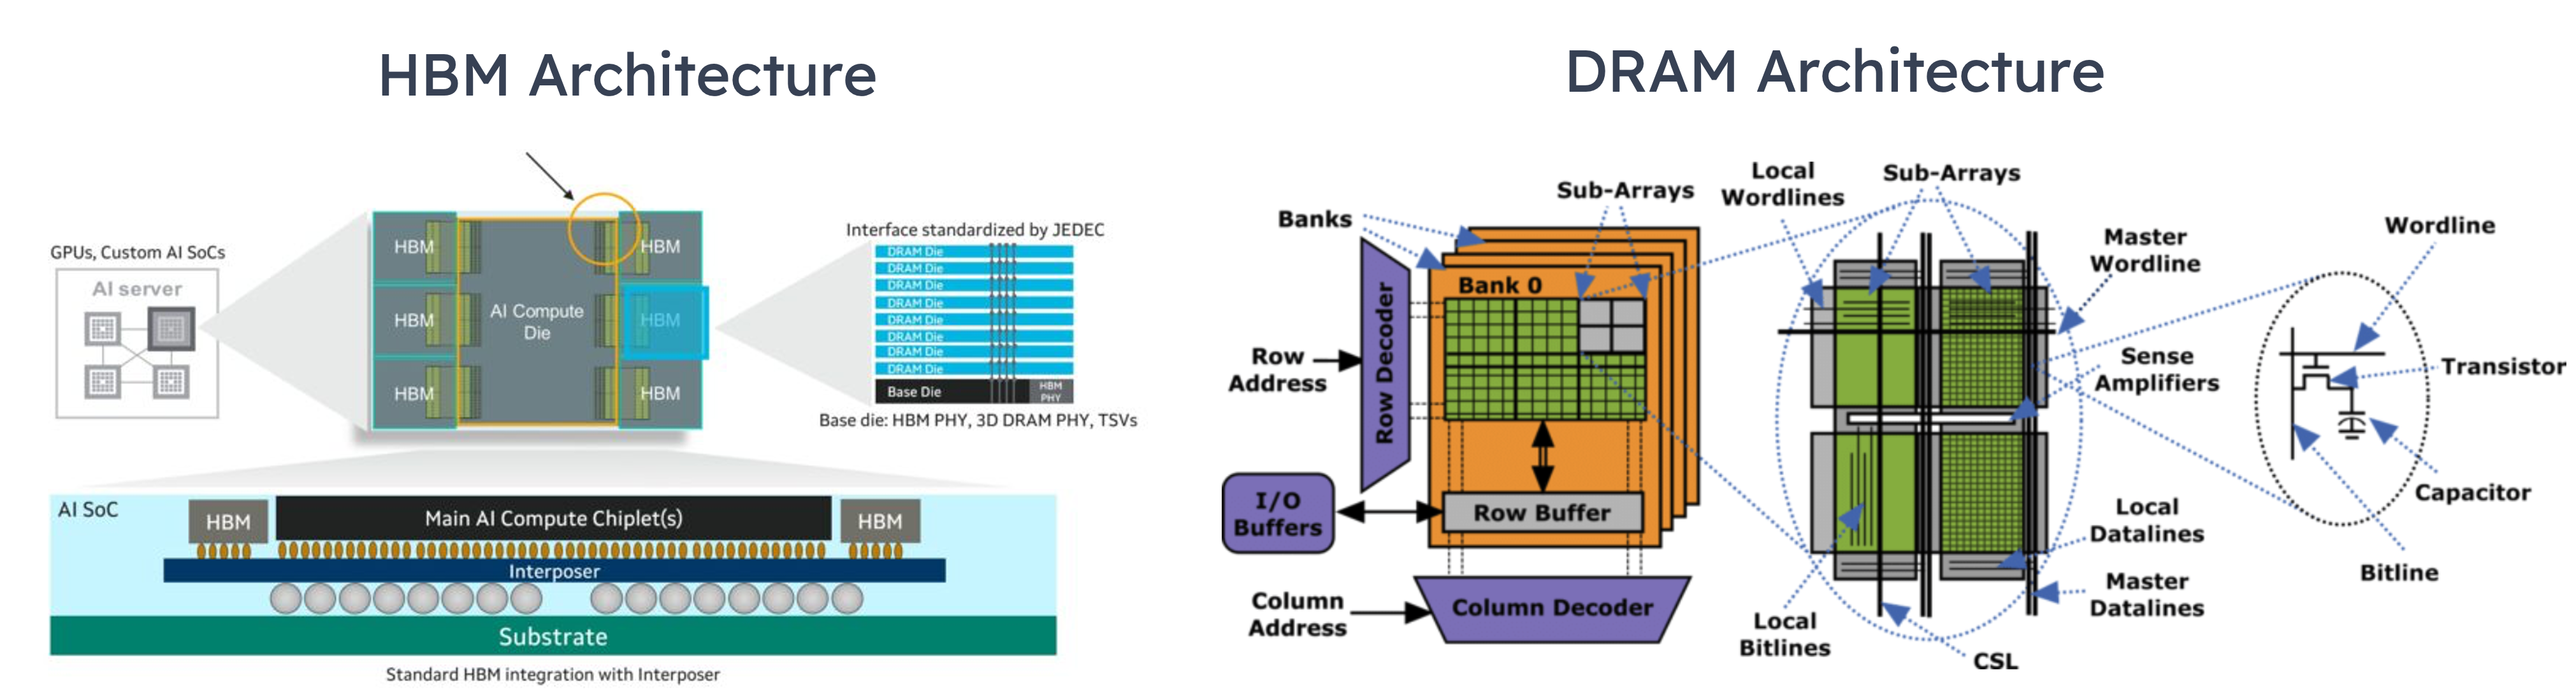 HBM Architecture
GPUs, Custom AI SoCs
AI server
HBM
HBM
HBM
AI Compute
Die
HBM
HBM
HBM
Interface standardized by JEDEC
DRAM Die
DRAM Die
DRAM Die
DRAM Die
DRAM Die
DRAM Die
DRAM Die
DRAM Die
Base Die
HBM
PHY
Base die: HBM PHY, 3D DRAM PHY, TSVs
AI SoC
HBM
Main AI Compute Chiplet(s)
HBM
Interposer
Substrate
Standard HBM integration with Interposer
DRAM Architecture
Banks
Sub-Arrays
Row Decoder
Bank 0
Row
Address
I/O
Buffers
Row Buffer
Column
Address
Column Decoder
Local
Wordlines
Sub-Arrays
Master
Wordline
Sense
Amplifiers
Local
Datalines
Master
Datalines
Local
Bitlines
CSL
Wordline
Transistor
Capacitor
Bitline